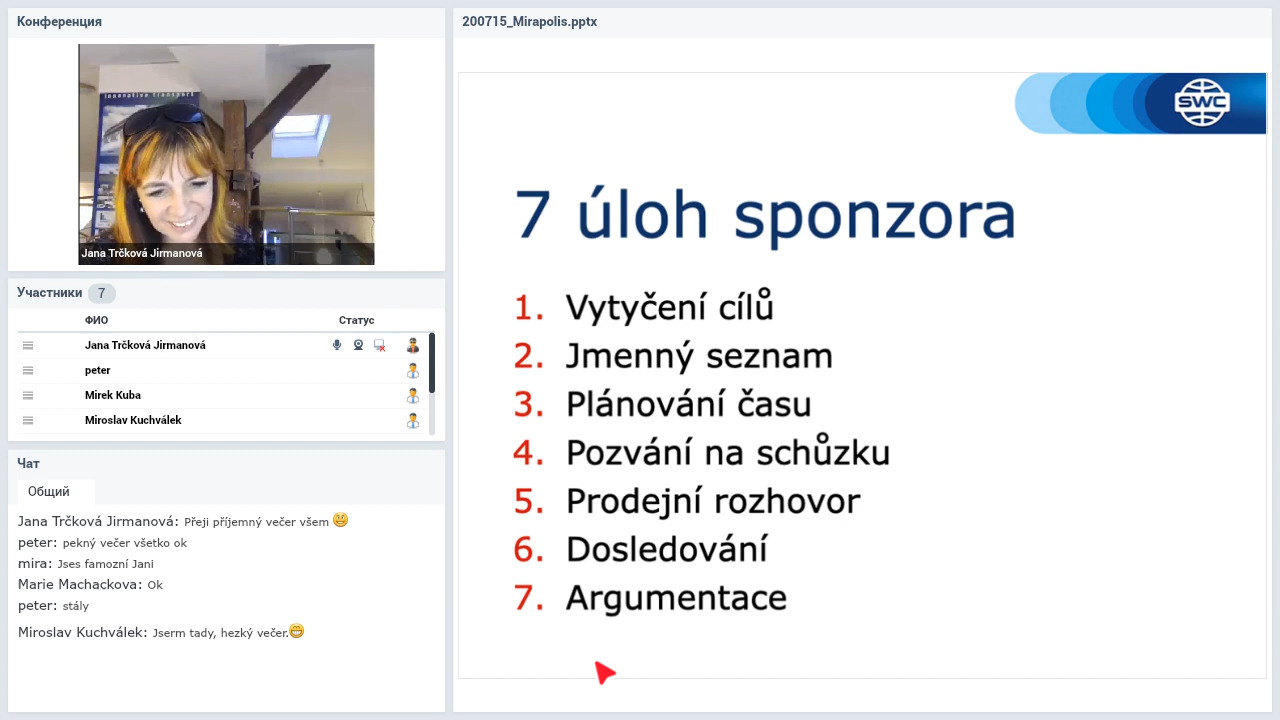 Конференция
Innovative Transport
Jana Trčková Jirmanová
Участники 7
ФИО Статус
Jana Trčková Jirmanová
peter
Mirek Kuba
Miroslav Kuchválek
Чат
Общий
Jana Trčková Jirmanová: Přeji příjemný večer všem
peter: pekný večer všetko ok
mira: Jses famozní Jani
Marie Machackova: Ok
peter: stály
Miroslav Kuchválek: Jserm tady, hezký večer.
200715_Mirapolis.pptx
SWC
7 úloh sponzora
1. Vytyčení cílů
2. Jmenný seznam
3. Plánování času
4. Pozvání na schůzku
5. Prodejní rozhovor
6. Dosledování
7. Argumentace